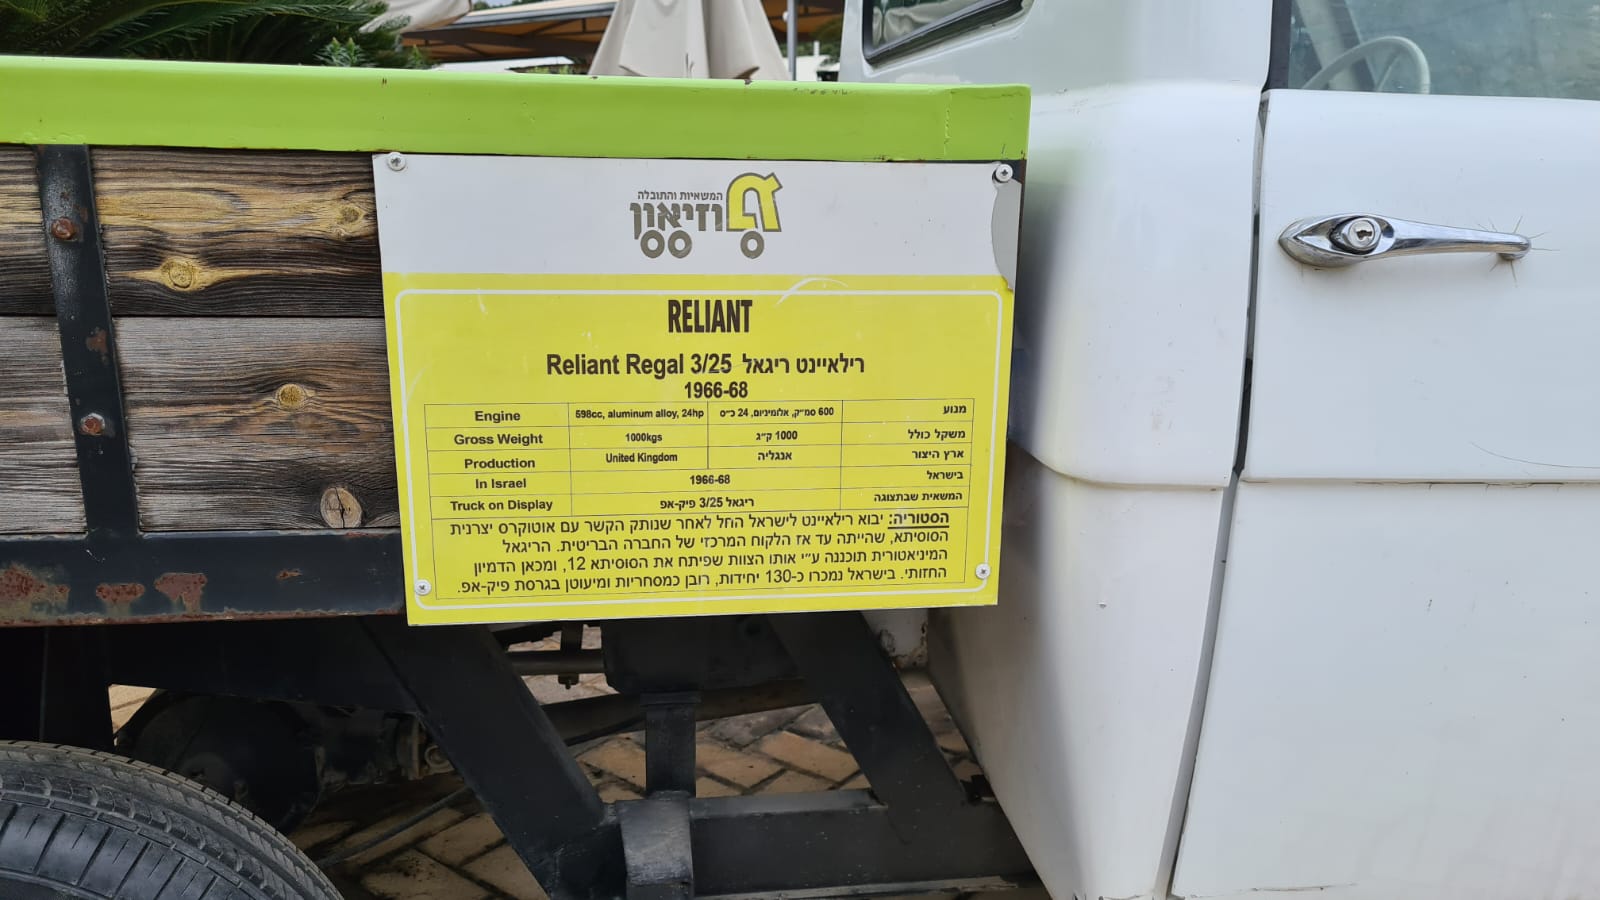 המשאיות והתובלה
מוזיאון
RELIANT
Reliant Regal 3/25 רילאיינט ריגאל
1966-68
Engine 598cc, aluminum alloy, 24hp 600 סמ״ק, אלומיניום, 24 כ״ס מנוע
Gross Weight 1000kgs 1000 ק״ג משקל כולל
Production United Kingdom אנגליה ארץ היצור
In Israel 1966-68 בישראל
Truck on Display ריגאל 3/25 פיק-אפ המשאית שבתצוגה
הסטוריה: יבוא רילאיינט לישראל החל לאחר שנותק הקשר עם אוטוקרס יצרנית
הסוסיתא, שהייתה עד אז הלקוח המרכזי של החברה הבריטית. הריגאל
המיניאטורית תוכננה ע״י אותו הצוות שפיתח את הסוסיתא 12, ומכאן הדמיון
החזותי. בישראל נמכרו כ-130 יחידות, רובן כמסחריות ומיעוטן בגרסת פיק-אפ.